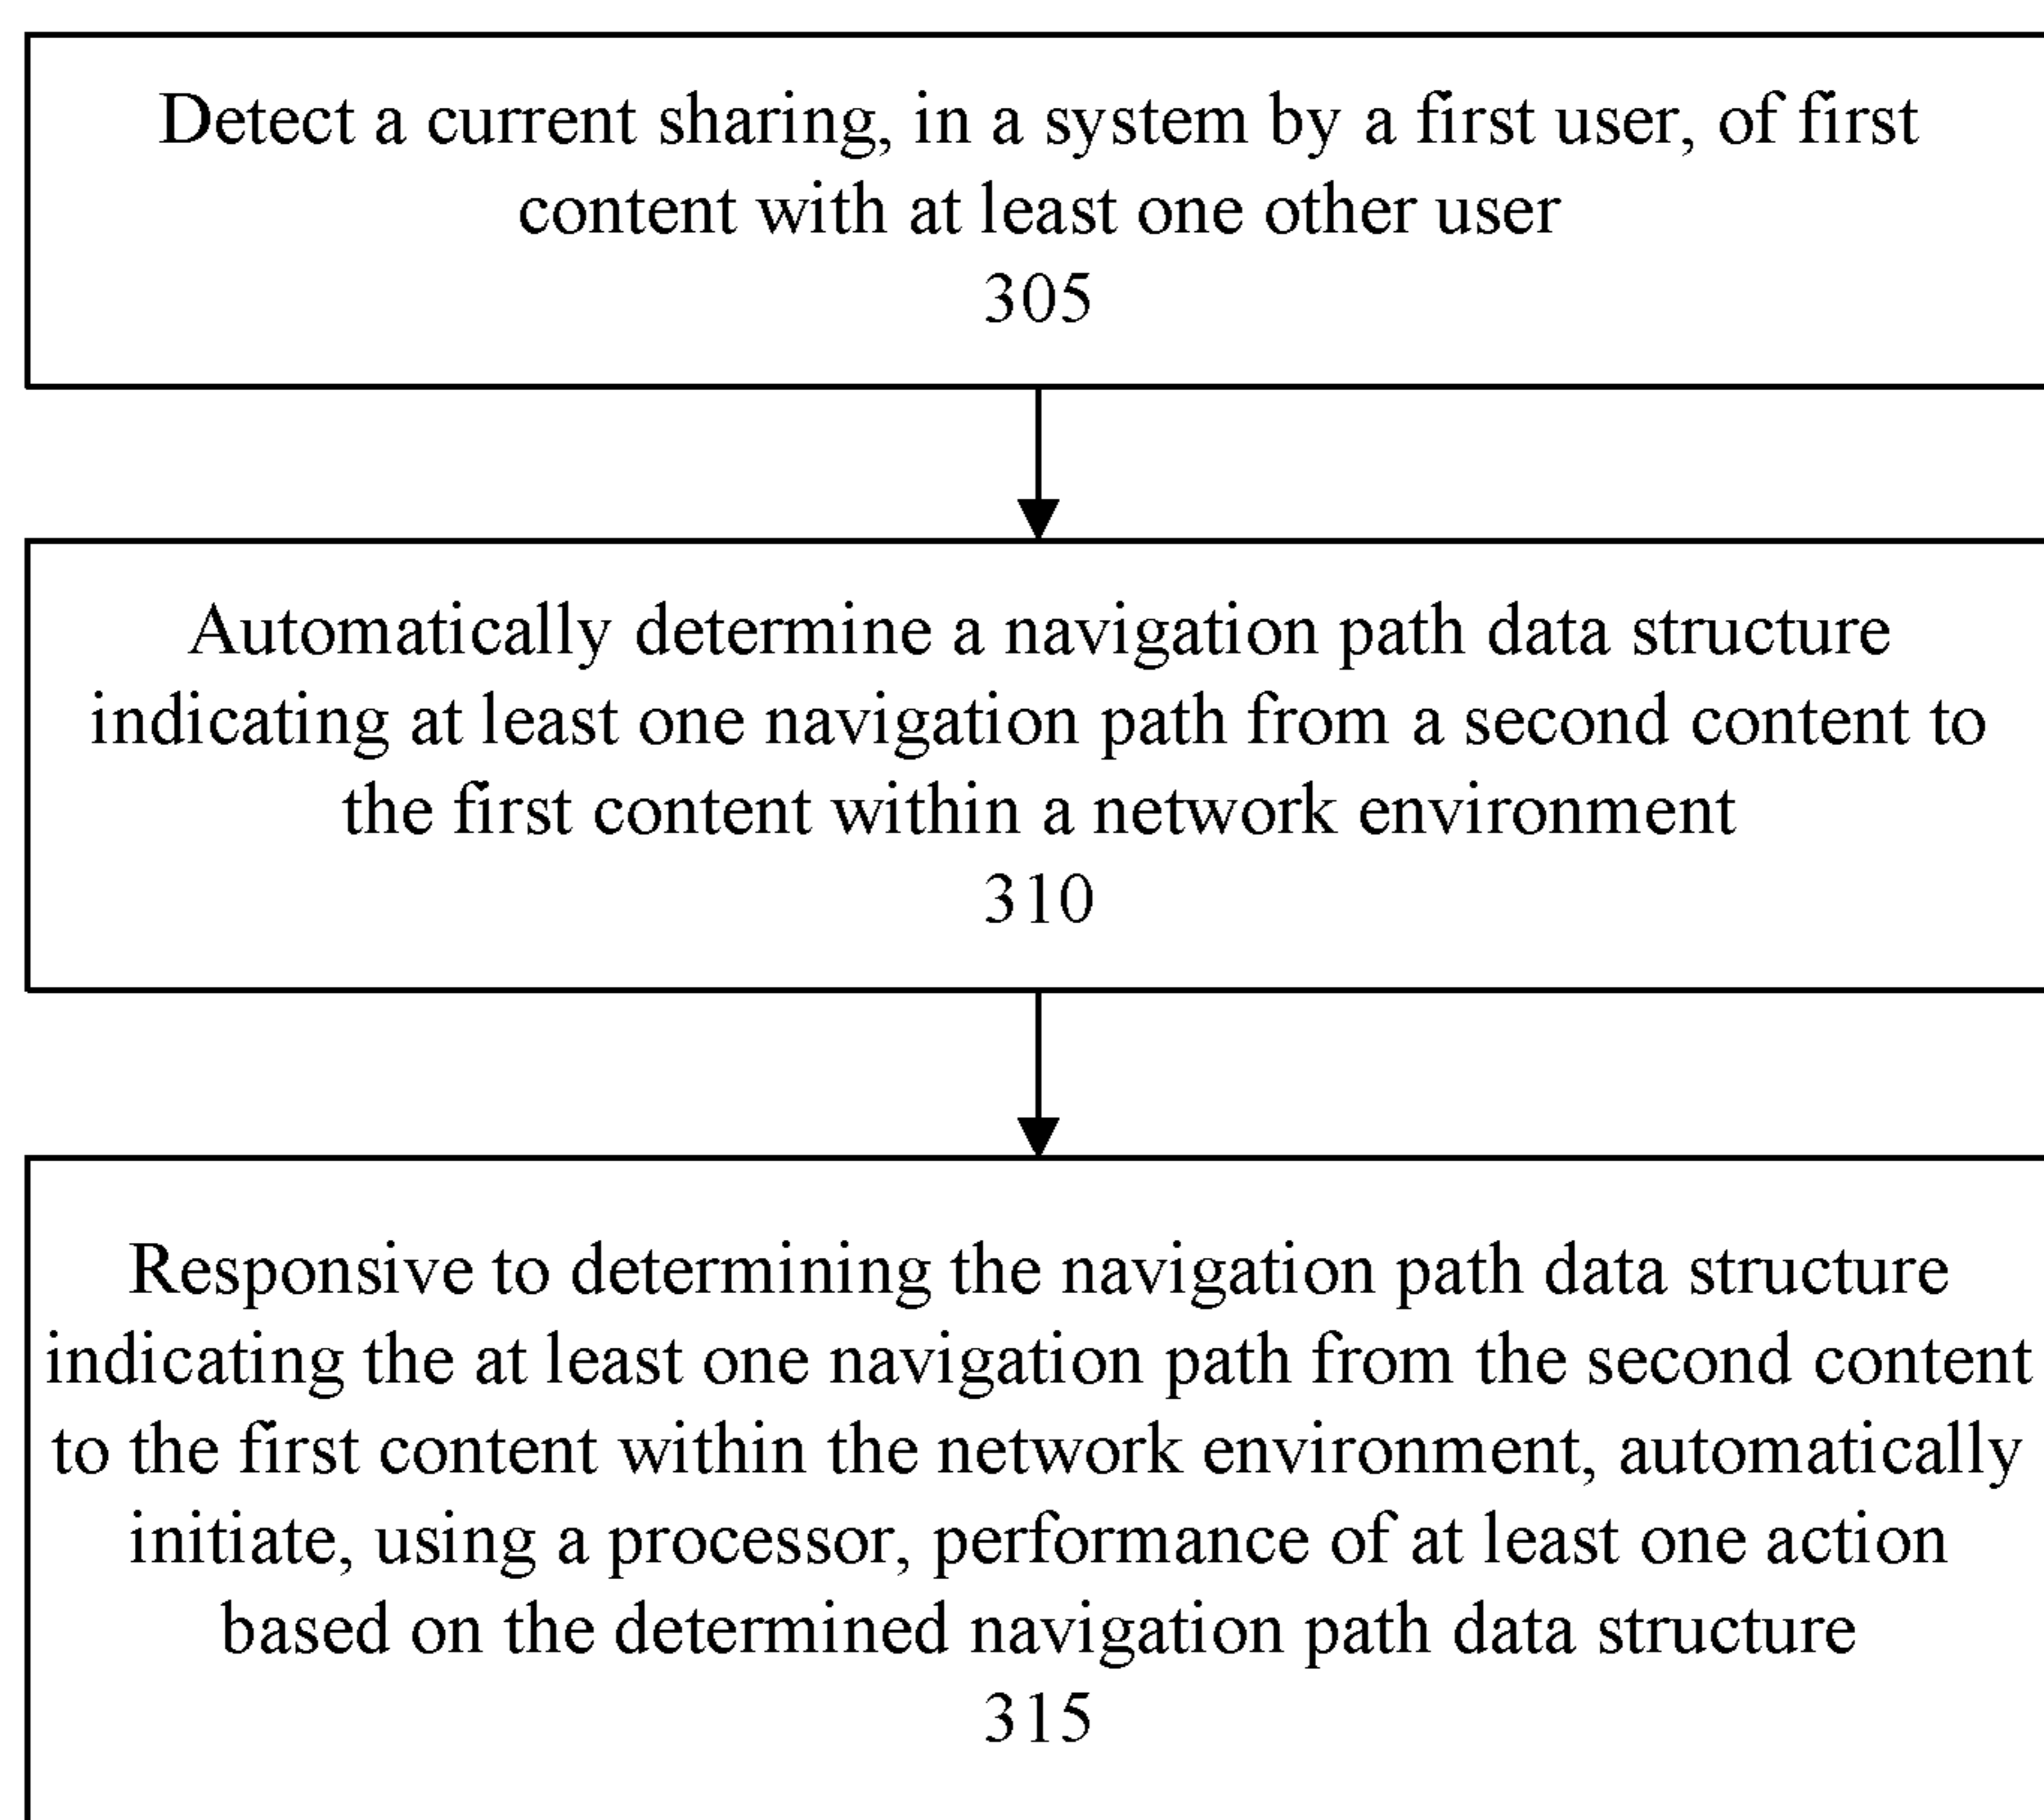 Detect a current sharing, in a system by a first user, of first
content with at least one other user
305
Automatically determine a navigation path data structure
indicating at least one navigation path from a second content to
the first content within a network environment
310
Responsive to determining the navigation path data structure
indicating the at least one navigation path from the second content
to the first content within the network environment, automatically
initiate, using a processor, performance of at least one action
based on the determined navigation path data structure
315